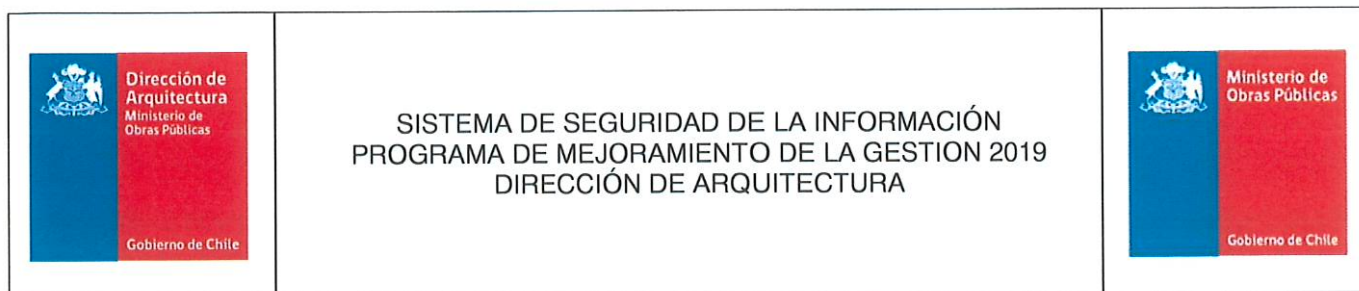 Dirección de
Arquitectura
Ministerio de
Obras Públicas
Gobierno de Chile
SISTEMA DE SEGURIDAD DE LA INFORMACIÓN
PROGRAMA DE MEJORAMIENTO DE LA GESTION 2019
DIRECCIÓN DE ARQUITECTURA
Ministerio de
Obras Públicas
Gobierno de Chile